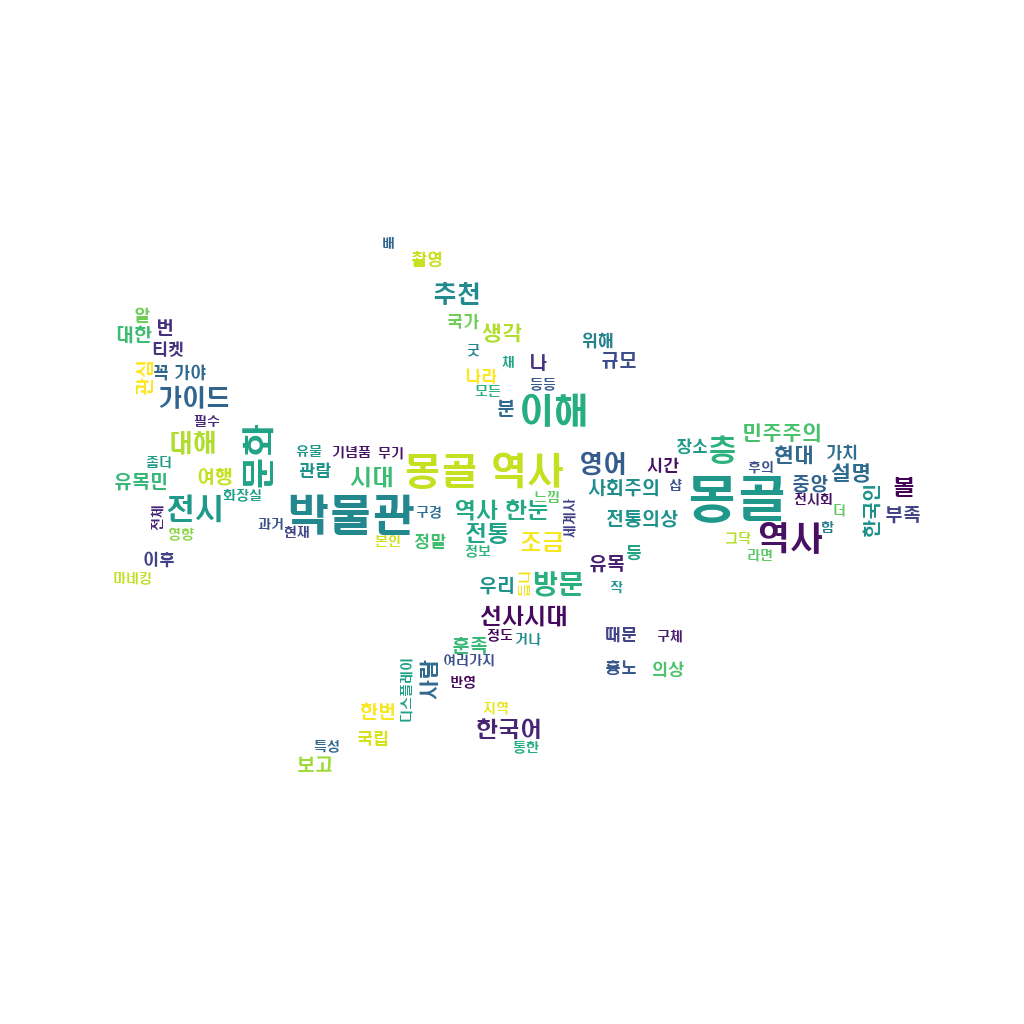 배
촬영
추천
알
국가
대한
번
생각
위해
티켓
굿
규모
채
나
꼭 가야
관심
나라
등등
모든
가이드
분
이해
필수
민주주의
대해
문화
층
장소
유물
기념품
무기
가치
현대
좀더
몽골 역사
영어
시간
후의
관람
설명
여행
시대
유목민
중앙
샵
볼
사회주의
화장실
느낌
몽골
전시회
전시
박물관
구경
역사 한눈
더
전체
세계사
전통의상
한국인
부족
과거
현재
함
영향
전통
역사
본인
정말
조금
그닥
정보
등
라면
이후
유목
마네킹
우리
듭니
방문
작
선사시대
정도
거나
때문
구체
훈족
여러가지
흉노
의상
사람
디스플레이
반영
한번
지역
한국어
국립
특성
통한
보고